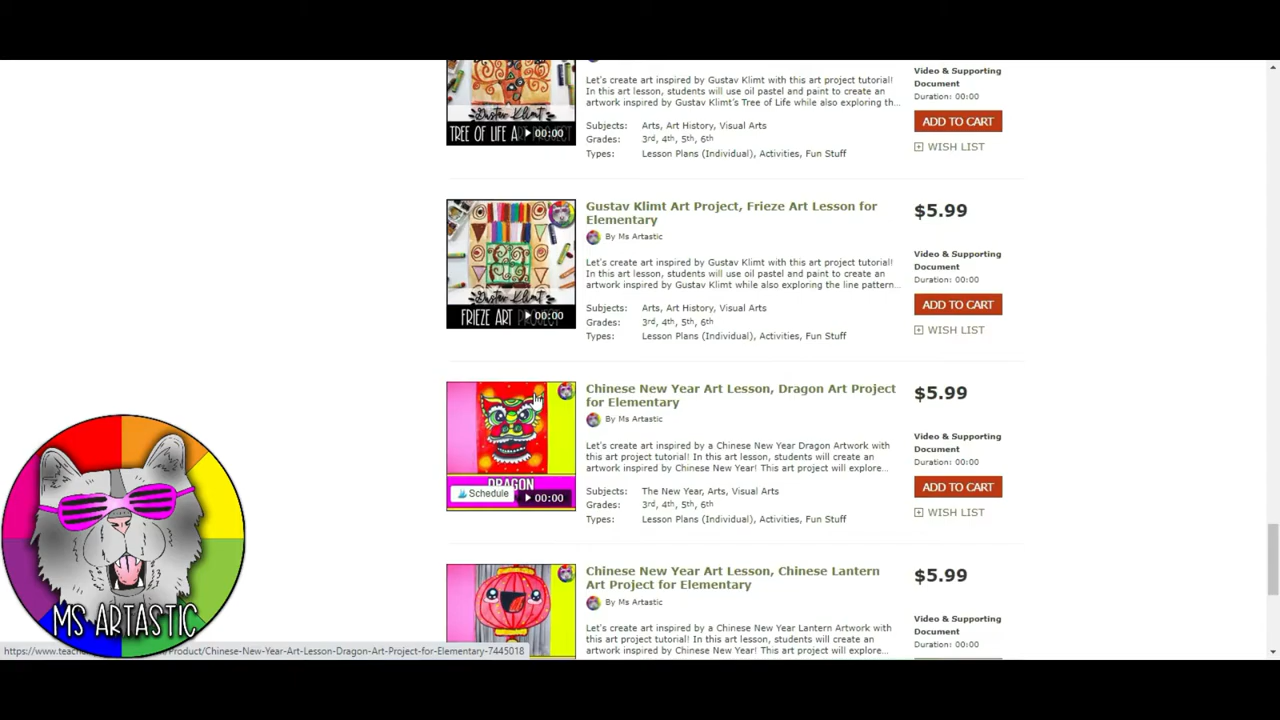 Let's create art inspired by Gustav Klimt with this art project tutorial!
In this art lesson, students will use oil pastel and paint to create an
artwork inspired by Gustav Klimt's Tree of Life while also exploring th...
Subjects: Arts, Art History, Visual Arts
Grades: 3rd, 4th, 5th, 6th
Types: Lesson Plans (Individual), Activities, Fun Stuff
Video & Supporting
Document
Duration: 00:00
ADD TO CART
WISH LIST
Gustav Klimt
TREE OF LIFE ART PROJECT
00:00
Gustav Klimt Art Project, Frieze Art Lesson for
Elementary
By Ms Artastic
Let's create art inspired by Gustav Klimt with this art project tutorial!
In this art lesson, students will use oil pastel and paint to create an
artwork inspired by Gustav Klimt while also exploring the line pattern...
Subjects: Arts, Art History, Visual Arts
Grades: 3rd, 4th, 5th, 6th
Types: Lesson Plans (Individual), Activities, Fun Stuff
$5.99
Video & Supporting
Document
Duration: 00:00
ADD TO CART
WISH LIST
Gustav Klimt
FRIEZE ART PROJECT
00:00
Chinese New Year Art Lesson, Dragon Art Project
for Elementary
By Ms Artastic
Let's create art inspired by a Chinese New Year Dragon Artwork with
this art project tutorial! In this art lesson, students will create an
artwork inspired by Chinese New Year! This art project will explore...
Subjects: The New Year, Arts, Visual Arts
Grades: 3rd, 4th, 5th, 6th
Types: Lesson Plans (Individual), Activities, Fun Stuff
$5.99
Video & Supporting
Document
Duration: 00:00
ADD TO CART
WISH LIST
DRAGON
Schedule
00:00
Chinese New Year Art Lesson, Chinese Lantern
Art Project for Elementary
By Ms Artastic
Let's create art inspired by a Chinese New Year Lantern Artwork with
this art project tutorial! In this art lesson, students will create an
artwork inspired by Chinese New Year! This art project will explore...
$5.99
Video & Supporting
Document
Duration: 00:00
MS ARTASTIC